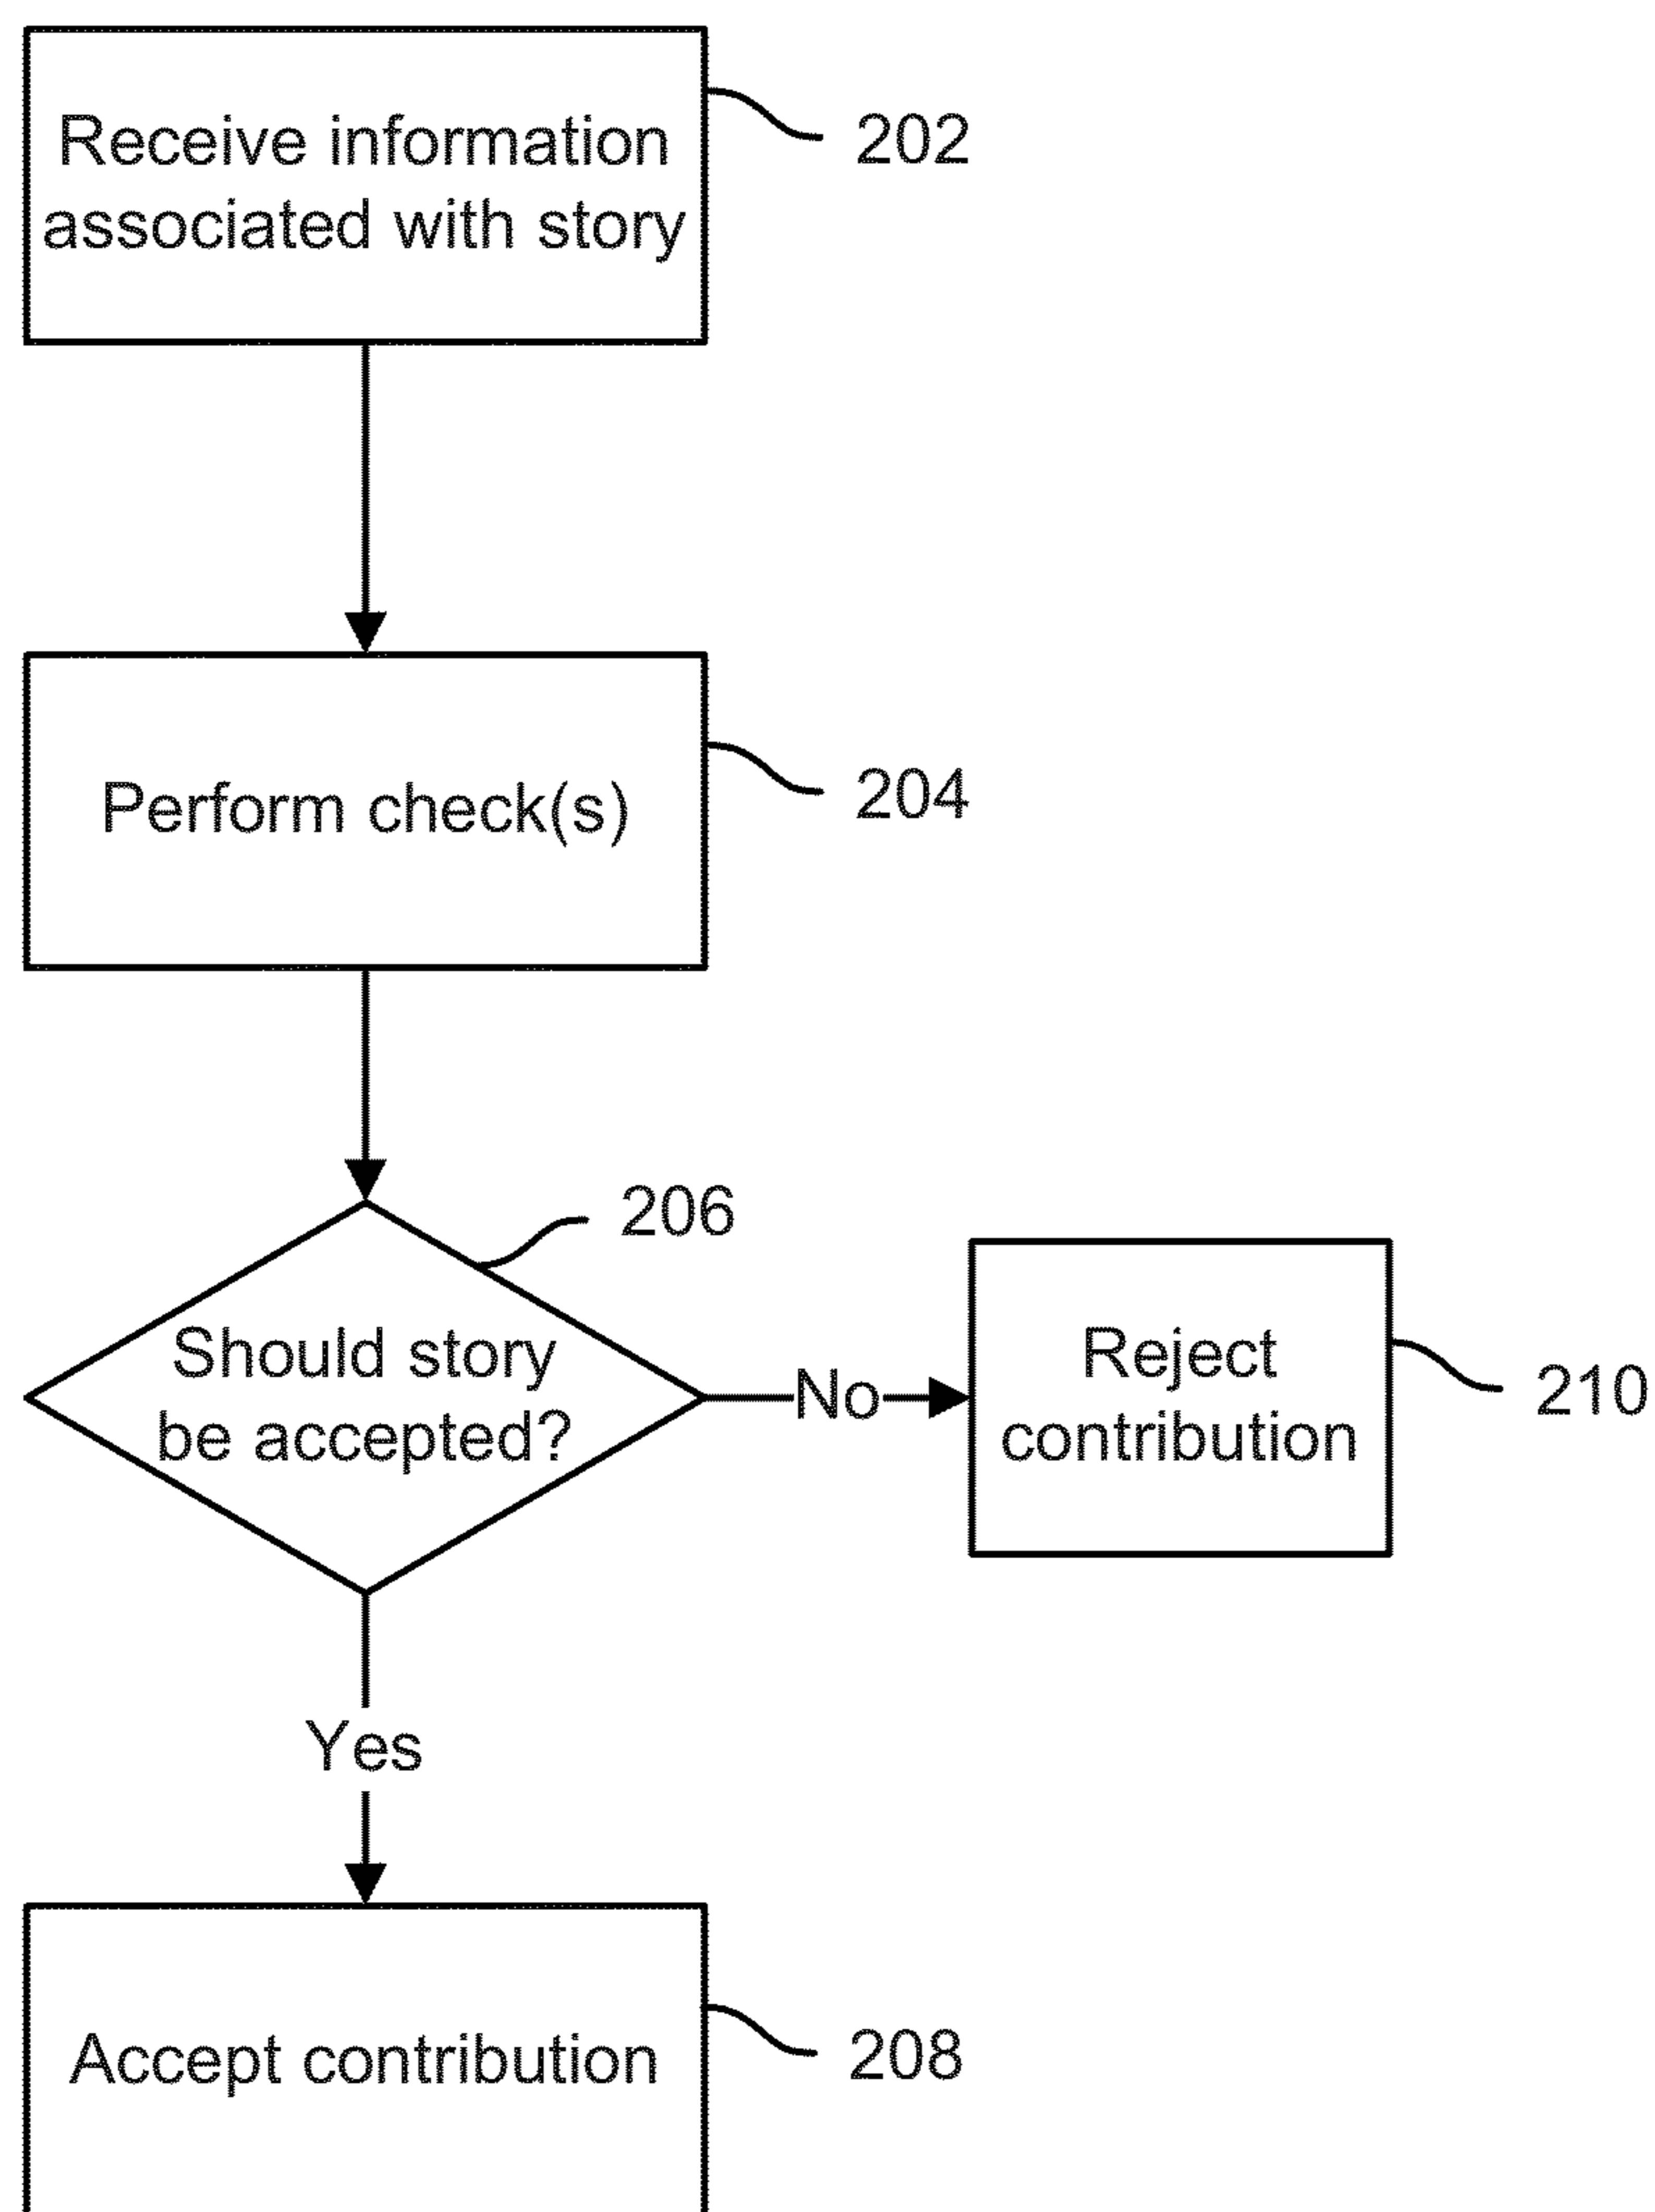 Receive information
associated with story
202
Perform check(s)
204
206
Should story
be accepted?
No
Reject
contribution
210
Yes
Accept contribution
208